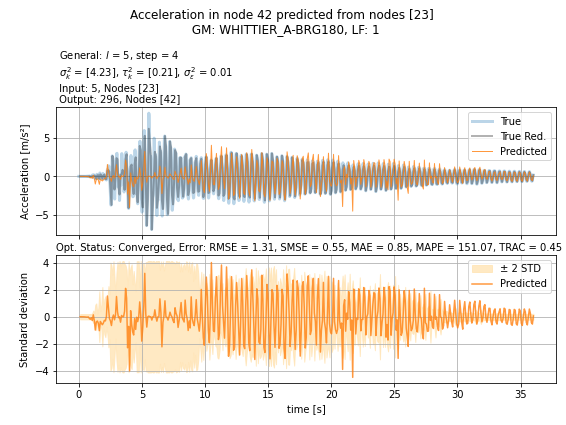 Acceleration in node 42 predicted from nodes [23]
GM: WHITTIER_A-BRG180, LF: 1
General: l = 5, step = 4
σ²ₖ = [4.23], τ²ₖ = [0.21], σ²ε = 0.01
Input: 5, Nodes [23]
Output: 296, Nodes [42]
Acceleration [m/s²]
5
0
−5
True
True Red.
Predicted
Opt. Status: Converged, Error: RMSE = 1.31, SMSE = 0.55, MAE = 0.85, MAPE = 151.07, TRAC = 0.45
Standard deviation
4
2
0
−2
−4
± 2 STD
Predicted
0 5 10 15 20 25 30 35
time [s]